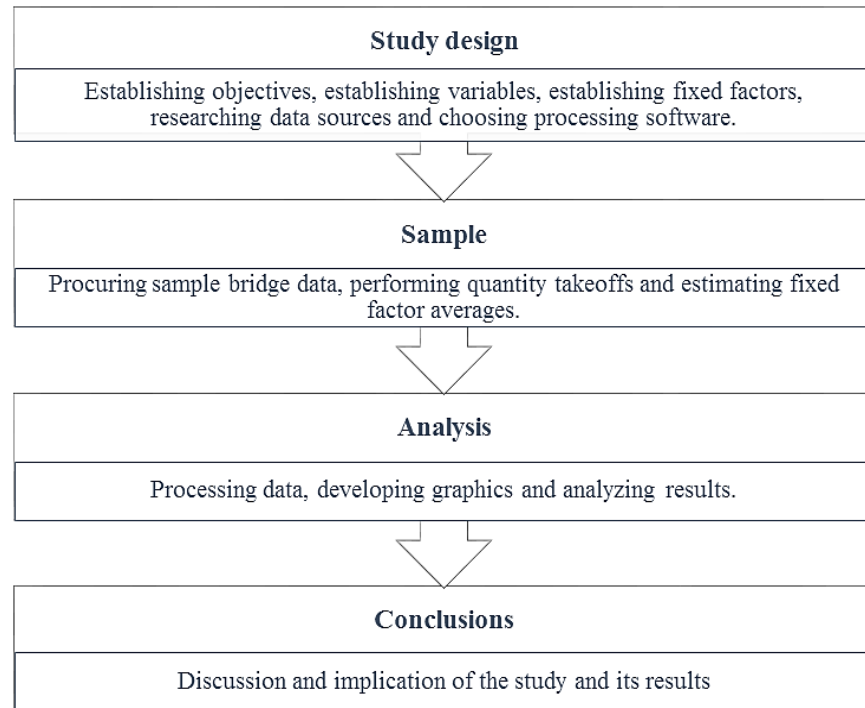 Study design
Establishing objectives, establishing variables, establishing fixed factors,
researching data sources and choosing processing software.
Sample
Procuring sample bridge data, performing quantity takeoffs and estimating fixed
factor averages.
Analysis
Processing data, developing graphics and analyzing results.
Conclusions
Discussion and implication of the study and its results